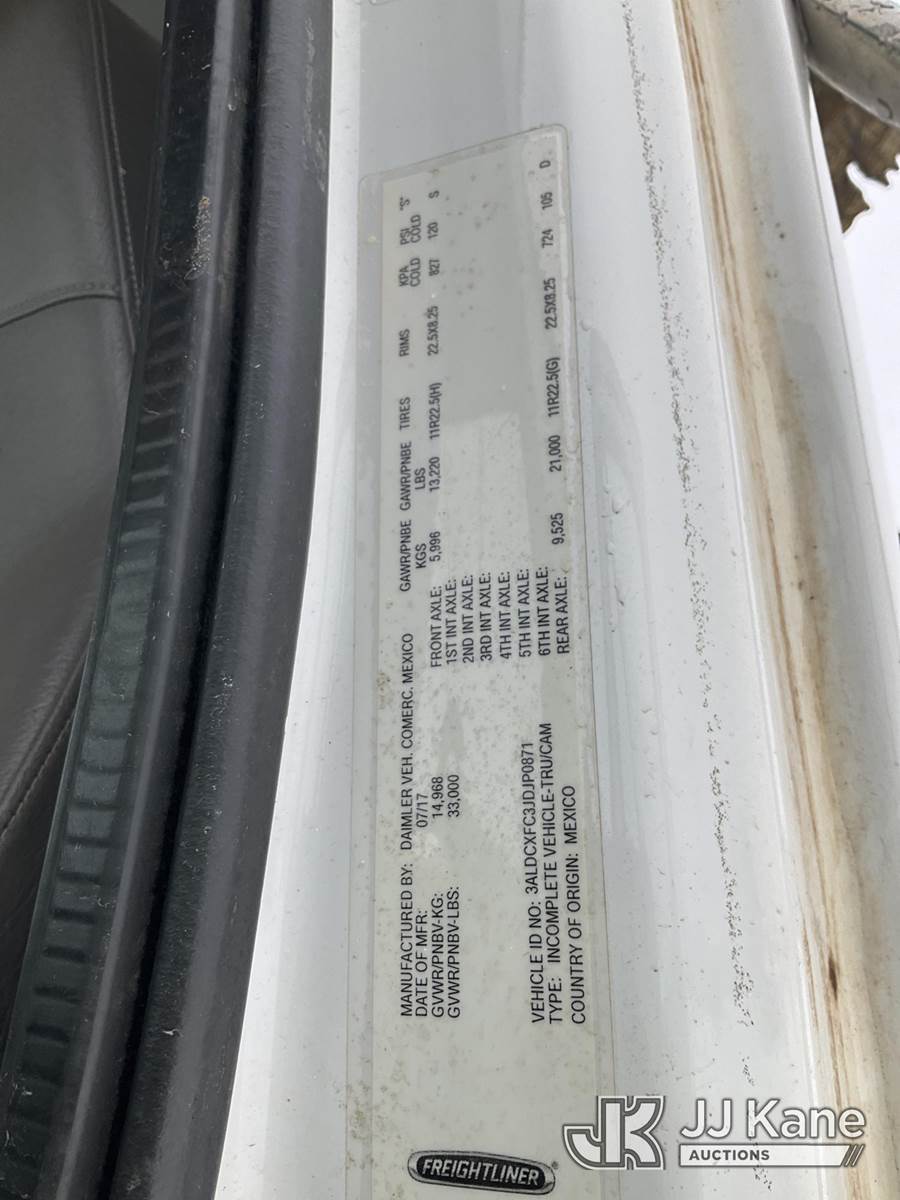 MANUFACTURED BY: DAIMLER VEH. COMERC. MEXICO
DATE OF MFR: 07/17
GVWR/PNBV-KG: 14,968
GVWR/PNBV-LBS: 33,000
VEHICLE ID NO: 3ALDCXFC3JDJP0871
TYPE: INCOMPLETE VEHICLE-TRU/CAM
COUNTRY OF ORIGIN: MEXICO
GAWR/PNBE GAWR/PNBE TIRES RIMS KPA PSI "S"
KGS LBS COLD COLD
FRONT AXLE: 5,996 13,220 11R22.5(H) 22.5X8.25 827 120 S
1ST INT AXLE:
2ND INT AXLE:
3RD INT AXLE:
4TH INT AXLE:
5TH INT AXLE:
6TH INT AXLE:
REAR AXLE: 9,525 21,000 11R22.5(G) 22.5X8.25 724 105 D
FREIGHTLINER
JK JJ Kane
AUCTIONS